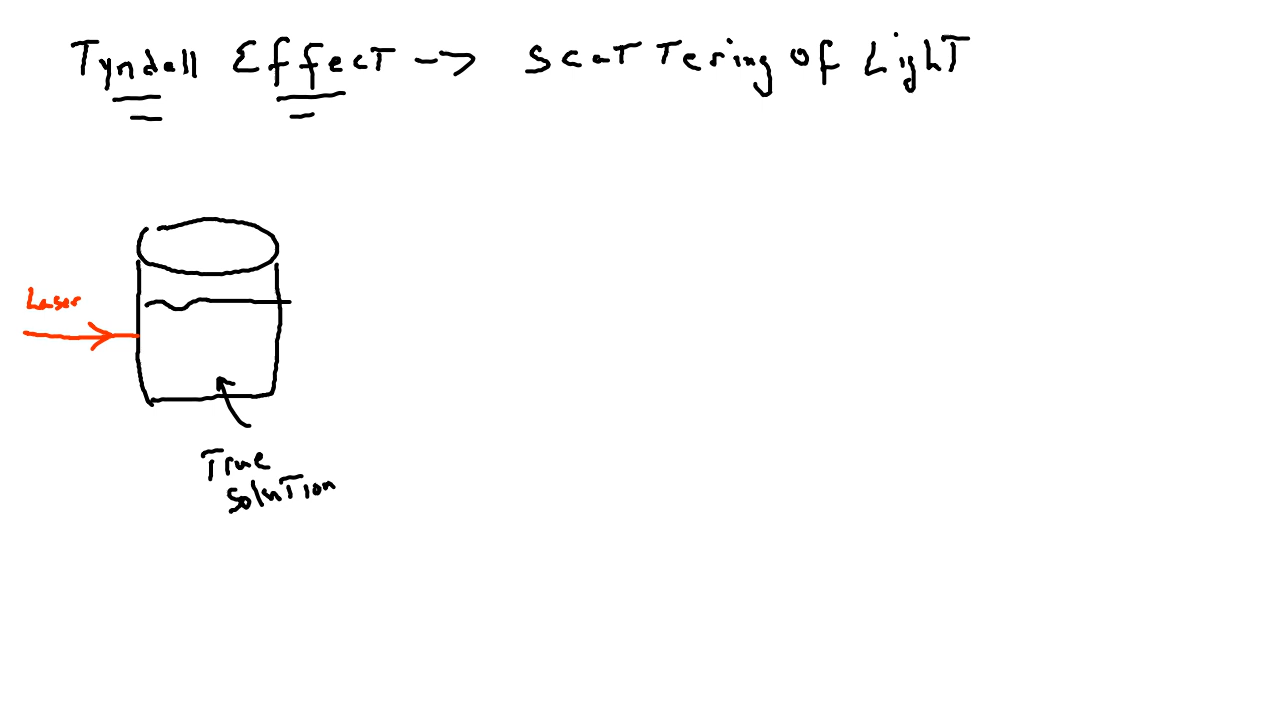 Tyndall Effect -> Scattering of Light
Laser
True
Solution